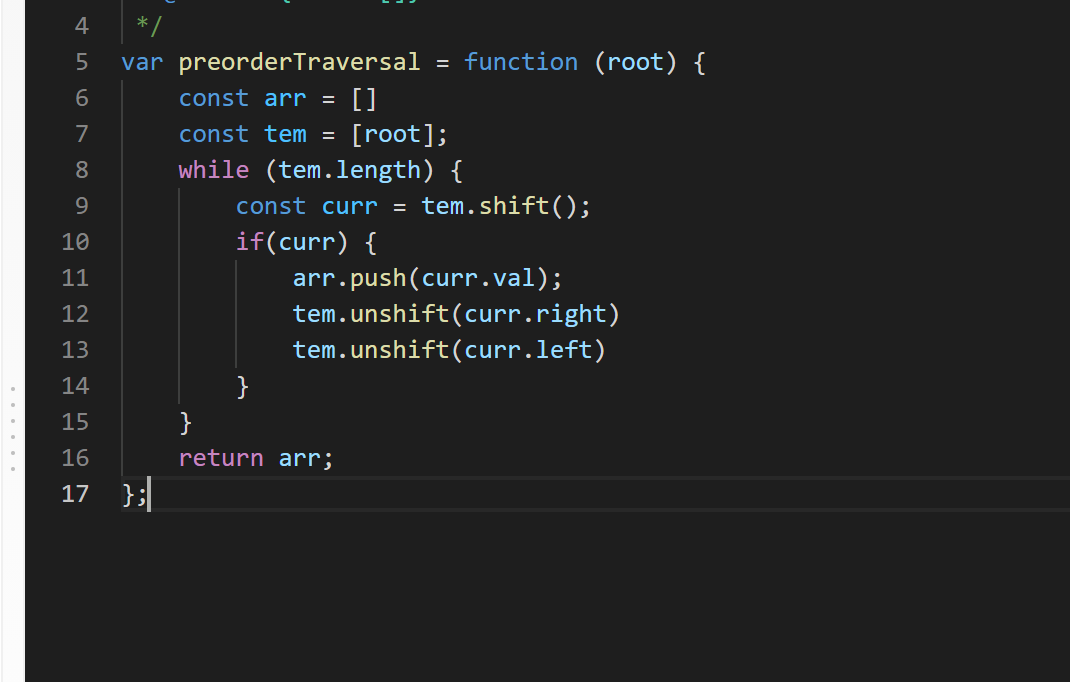 4 */
5 var preorderTraversal = function (root) {
6     const arr = []
7     const tem = [root];
8     while (tem.length) {
9         const curr = tem.shift();
10         if(curr) {
11             arr.push(curr.val);
12             tem.unshift(curr.right)
13             tem.unshift(curr.left)
14         }
15     }
16     return arr;
17 };